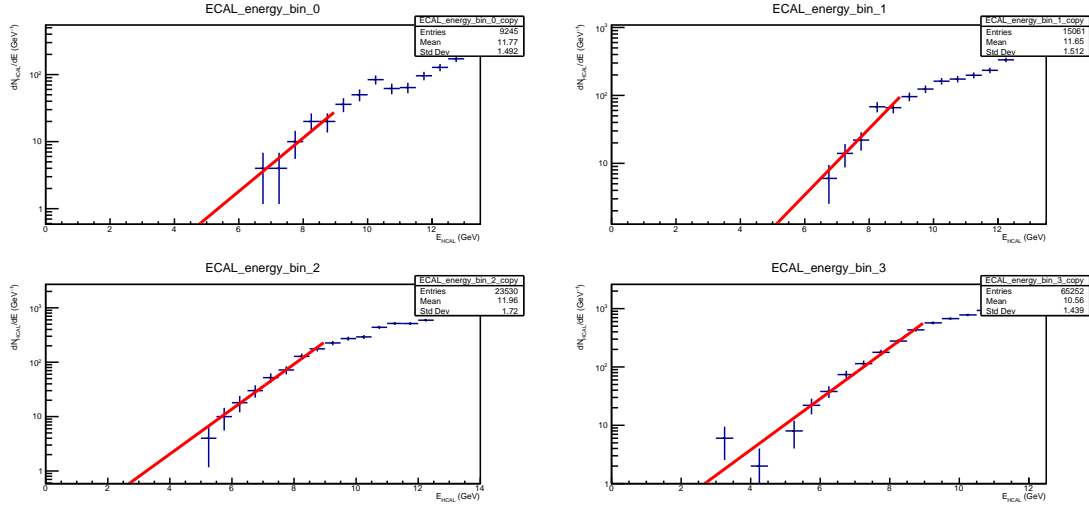 ECAL_energy_bin_0
ECAL_energy_bin_0_copy
Entries 9245
Mean 11.77
Std Dev 1.492
dN_HCAL/dE (GeV⁻¹)
10²
10
1
0 2 4 6 8 10 12
E_HCAL (GeV)
ECAL_energy_bin_1
ECAL_energy_bin_1_copy
Entries 15061
Mean 11.65
Std Dev 1.512
dN_HCAL/dE (GeV⁻¹)
10³
10²
10
0 2 4 6 8 10 12
E_HCAL (GeV)
ECAL_energy_bin_2
ECAL_energy_bin_2_copy
Entries 23530
Mean 11.96
Std Dev 1.72
dN_HCAL/dE (GeV⁻¹)
10³
10²
10
1
0 2 4 6 8 10 12 14
E_HCAL (GeV)
ECAL_energy_bin_3
ECAL_energy_bin_3_copy
Entries 65252
Mean 10.56
Std Dev 1.439
dN_HCAL/dE (GeV⁻¹)
10³
10²
10
1
0 2 4 6 8 10 12
E_HCAL (GeV)